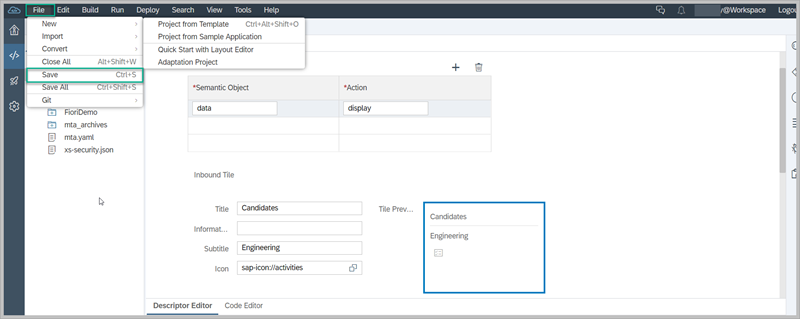 File Edit Build Run Deploy Search View Tools Help
r@Workspace Logou
New
Import
Convert
Close All Alt+Shift+W
Save Ctrl+S
Save All Ctrl+Shift+S
Git
Project from Template Ctrl+Alt+Shift+O
Project from Sample Application
Quick Start with Layout Editor
Adaptation Project
FioriDemo
mta_archives
mta.yaml
xs-security.json
*Semantic Object *Action
data display
Inbound Tile
Title Candidates Tile Prev...
Informat...
Subtitle Engineering
Icon sap-icon://activities
Candidates
Engineering
Descriptor Editor Code Editor